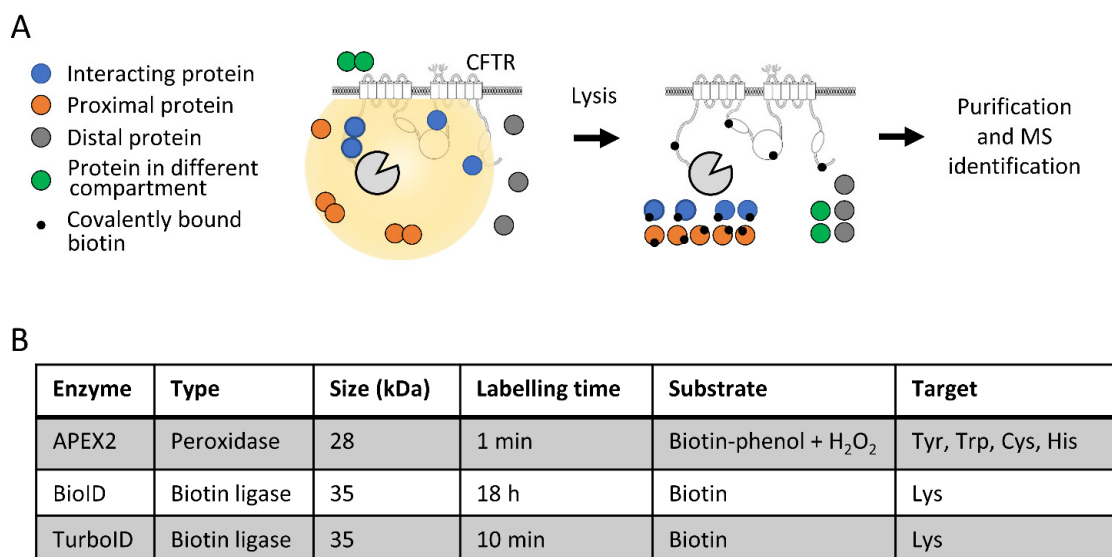 A
Interacting protein
Proximal protein
Distal protein
Protein in different
compartment
Covalently bound
biotin
CFTR
Lysis
Purification
and MS
identification
B
Enzyme Type Size (kDa) Labelling time Substrate Target
APEX2 Peroxidase 28 1 min Biotin-phenol + H₂O₂ Tyr, Trp, Cys, His
BioID Biotin ligase 35 18 h Biotin Lys
TurboID Biotin ligase 35 10 min Biotin Lys